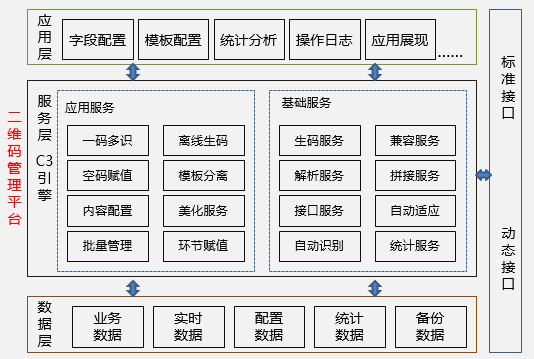 二维码管理平台
应用层
字段配置
模板配置
统计分析
操作日志
应用展现
......
服务层 C3引擎
应用服务
一码多识
离线生码
空码赋值
模板分离
内容配置
美化服务
批量管理
环节赋值
基础服务
生码服务
兼容服务
解析服务
拼接服务
接口服务
自动适应
自动识别
统计服务
数据层
业务
数据
实时
数据
配置
数据
统计
数据
备份
数据
标准接口
动态接口